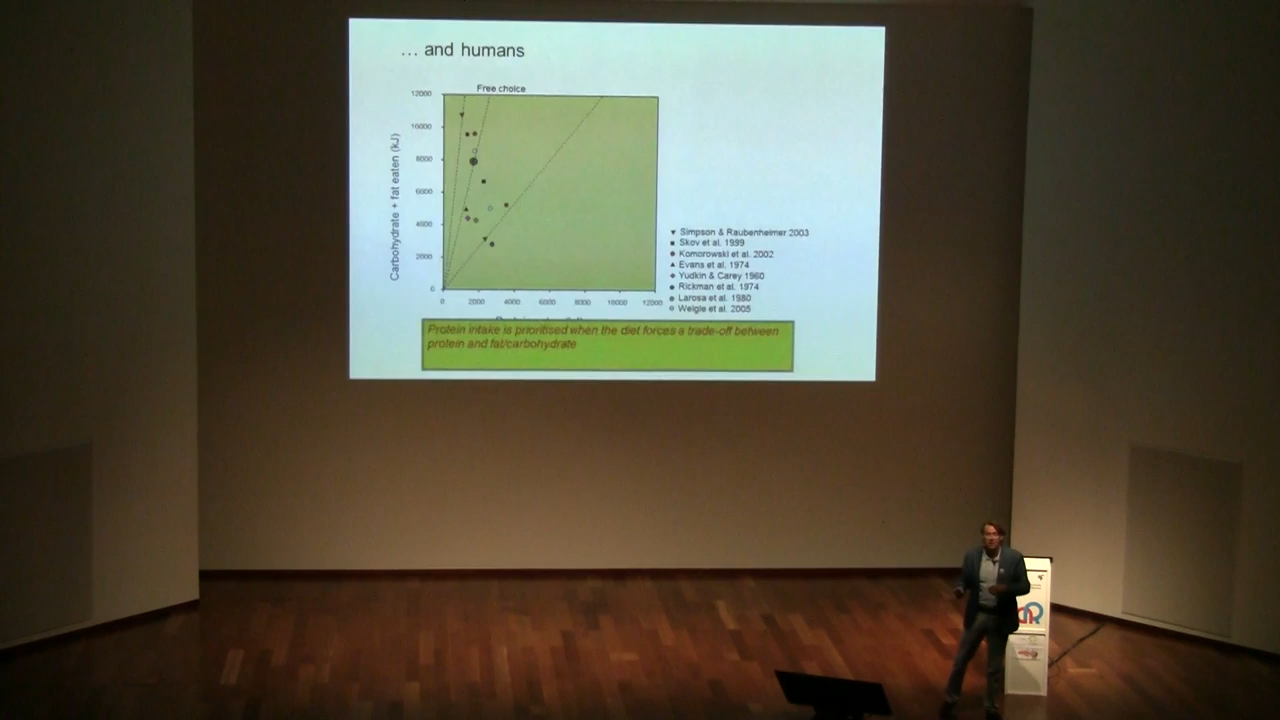 … and humans
Free choice
12000
10000
8000
6000
4000
2000
0
Carbohydrate + fat eaten (kJ)
0 2000 4000 6000 8000 10000 12000
Simpson & Raubenheimer 2003
Skov et al. 1999
Komorowski et al. 2002
Evans et al. 1974
Yudkin & Carey 1960
Rickman et al. 1974
Larosa et al. 1980
Weigle et al. 2005
Protein intake is prioritised when the diet forces a trade-off between
protein and fat/carbohydrate